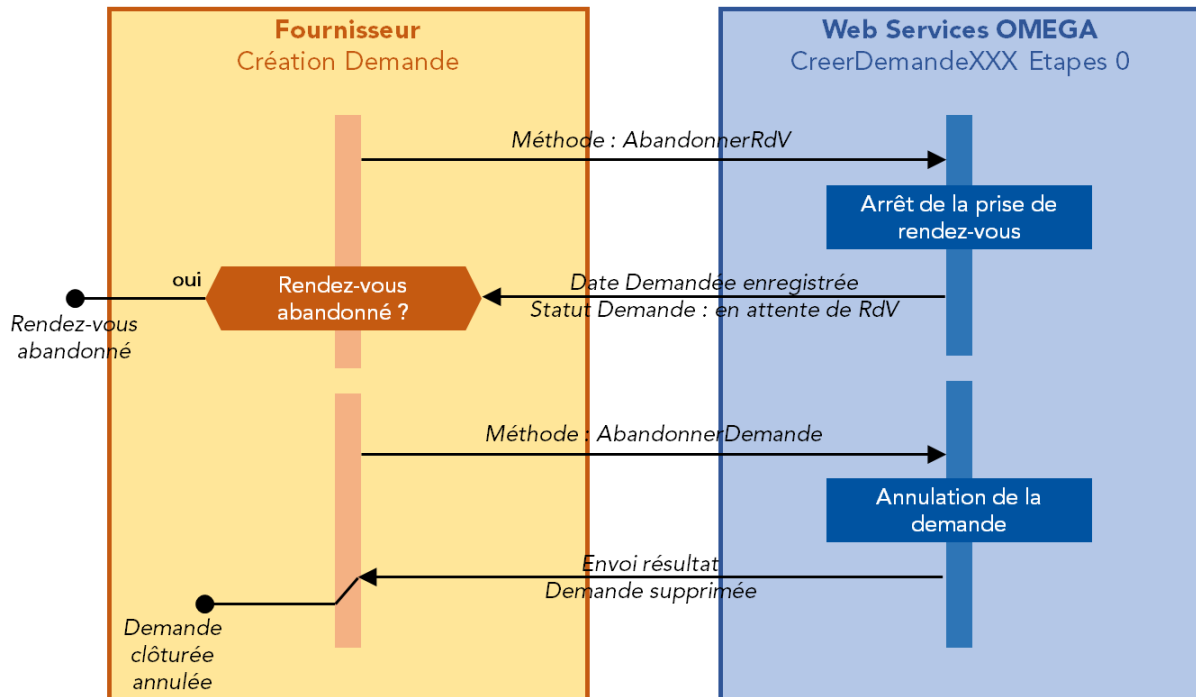 Fournisseur
Création Demande
Web Services OMEGA
CreerDemandeXXX Etapes 0
Méthode : AbandonnerRdV
Arrêt de la prise de
rendez-vous
oui
Rendez-vous
abandonné ?
Date Demandée enregistrée
Statut Demande : en attente de RdV
Rendez-vous
abandonné
Méthode : AbandonnerDemande
Annulation de la
demande
Envoi résultat
Demande supprimée
Demande
clôturée
annulée